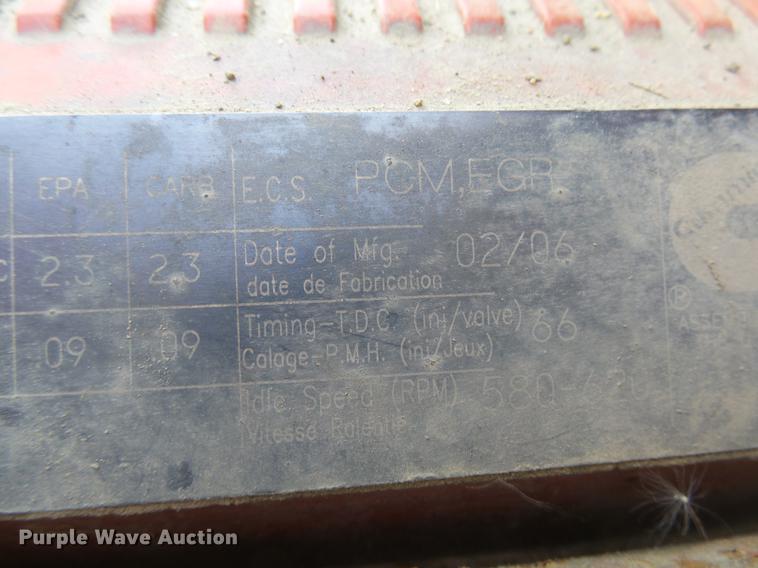 EPA CARB E.C.S. PCM,EGR
2.3 2.3 Date of Mfg. 02/06
date de Fabrication
.09 .09 Timing-T.D.C. (inj/valve) 66
Calage-P.M.H. (inj/Jeux)
Idle Speed (RPM)
Vitesse Ralentie
Purple Wave Auction